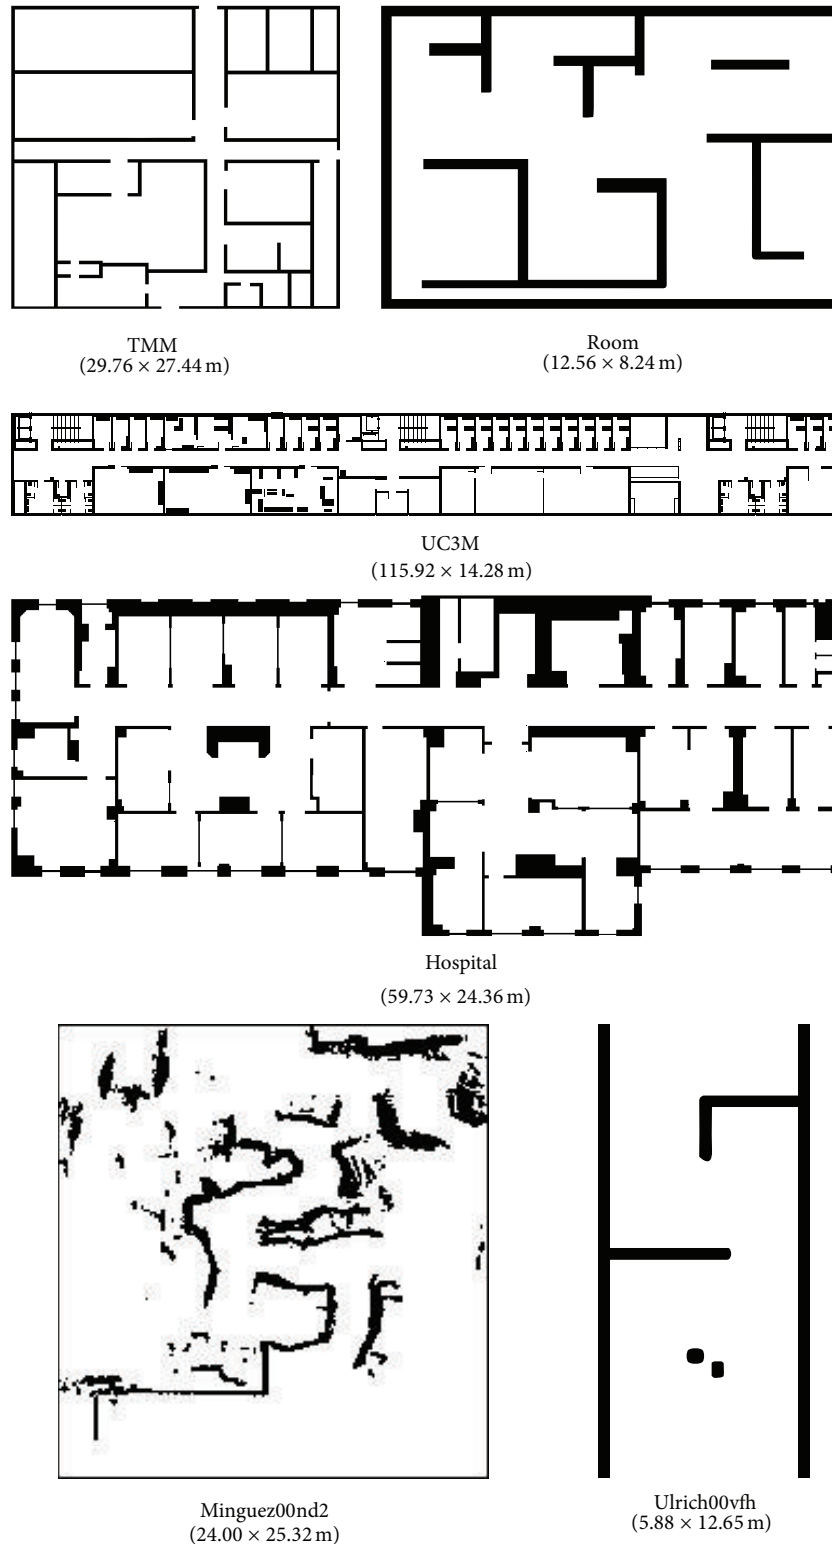 TMM
(29.76 × 27.44 m)
Room
(12.56 × 8.24 m)
UC3M
(115.92 × 14.28 m)
Hospital
(59.73 × 24.36 m)
Minguez00nd2
(24.00 × 25.32 m)
Ulrich00vfh
(5.88 × 12.65 m)